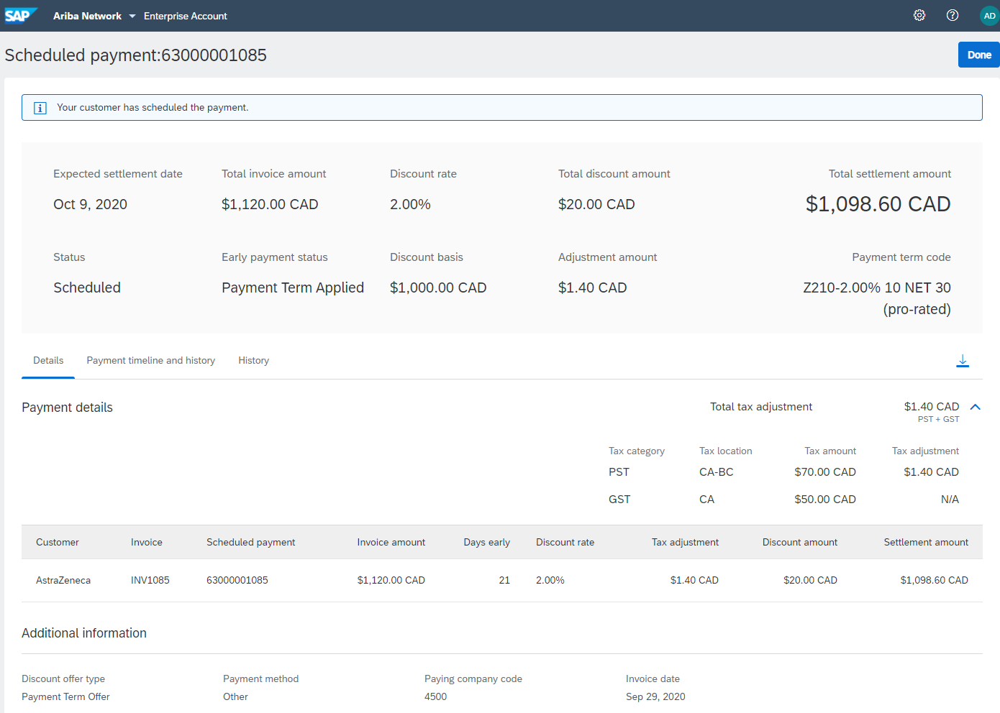 SAP Ariba Network Enterprise Account AD
Scheduled payment:63000001085 Done
i Your customer has scheduled the payment.
Expected settlement date Total invoice amount Discount rate Total discount amount Total settlement amount
Oct 9, 2020 $1,120.00 CAD 2.00% $20.00 CAD $1,098.60 CAD
Status Early payment status Discount basis Adjustment amount Payment term code
Scheduled Payment Term Applied $1,000.00 CAD $1.40 CAD Z210-2.00% 10 NET 30
(pro-rated)
Details Payment timeline and history History
Payment details Total tax adjustment $1.40 CAD
PST + GST
Tax category Tax location Tax amount Tax adjustment
PST CA-BC $70.00 CAD $1.40 CAD
GST CA $50.00 CAD N/A
Customer Invoice Scheduled payment Invoice amount Days early Discount rate Tax adjustment Discount amount Settlement amount
AstraZeneca INV1085 63000001085 $1,120.00 CAD 21 2.00% $1.40 CAD $20.00 CAD $1,098.60 CAD
Additional information
Discount offer type Payment method Paying company code Invoice date
Payment Term Offer Other 4500 Sep 29, 2020